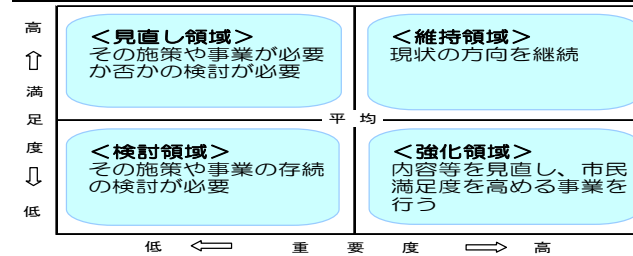 高
⇧
満
足
度
⇩
低
＜見直し領域＞
その施策や事業が必要
か否かの検討が必要
＜維持領域＞
現状の方向を継続
平　均
＜検討領域＞
その施策や事業の存続
の検討が必要
＜強化領域＞
内容等を見直し、市民
満足度を高める事業を
行う
低　⇦　重　要　度　⇨　高